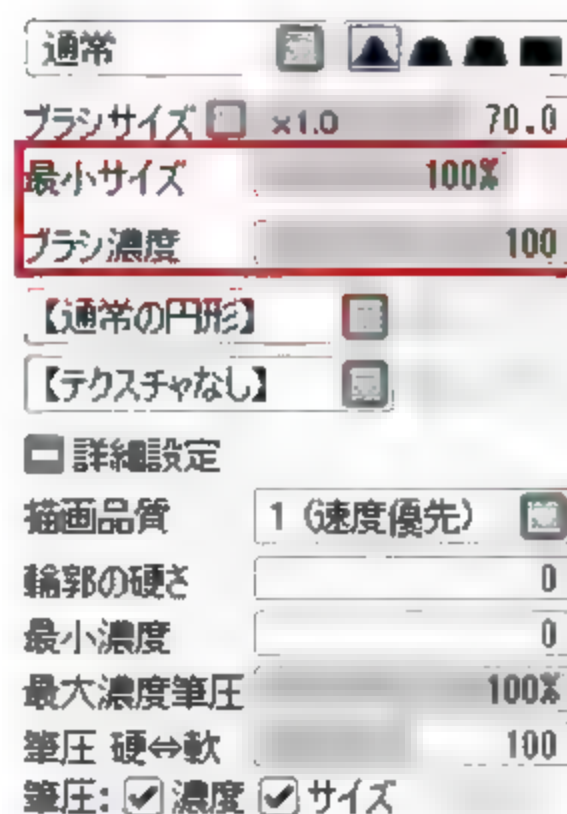 通常
ブラシサイズ ×1.0 70.0
最小サイズ 100%
ブラシ濃度 100
【通常の円形】
【テクスチャなし】
詳細設定
描画品質 1 (速度優先)
輪郭の硬さ 0
最小濃度 0
最大濃度筆圧 100%
筆圧 硬⇔軟 100
筆圧: 濃度 サイズ